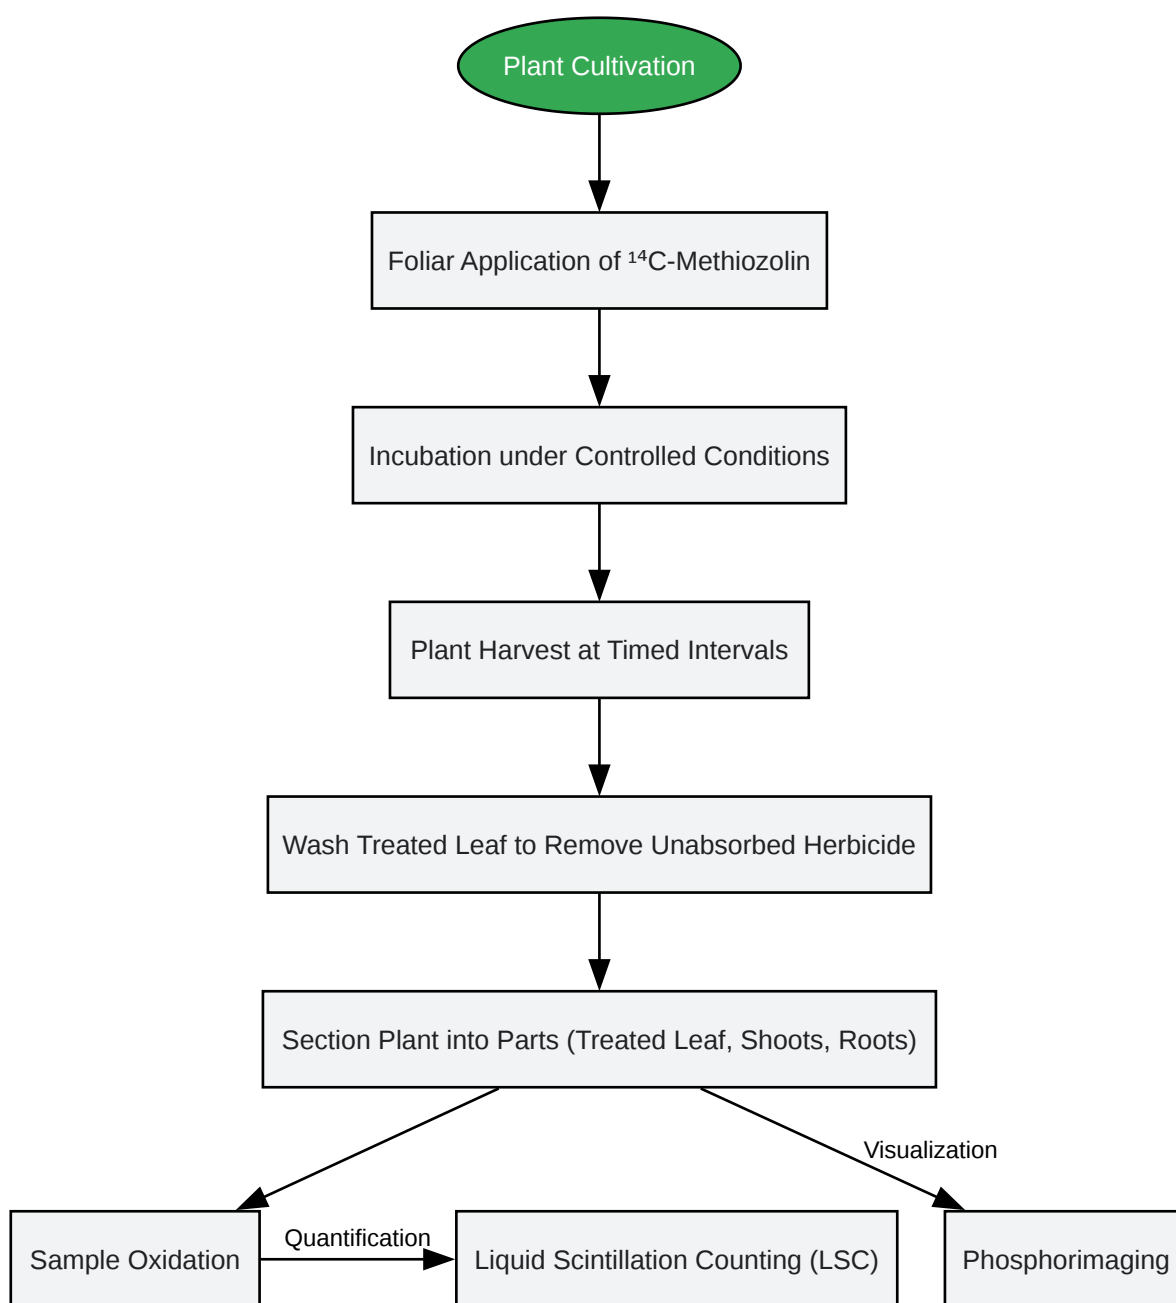 Plant Cultivation
Foliar Application of ¹⁴C-Methiozolin
Incubation under Controlled Conditions
Plant Harvest at Timed Intervals
Wash Treated Leaf to Remove Unabsorbed Herbicide
Section Plant into Parts (Treated Leaf, Shoots, Roots)
Visualization
Quantification
Sample Oxidation
Liquid Scintillation Counting (LSC)
Phosphorimaging